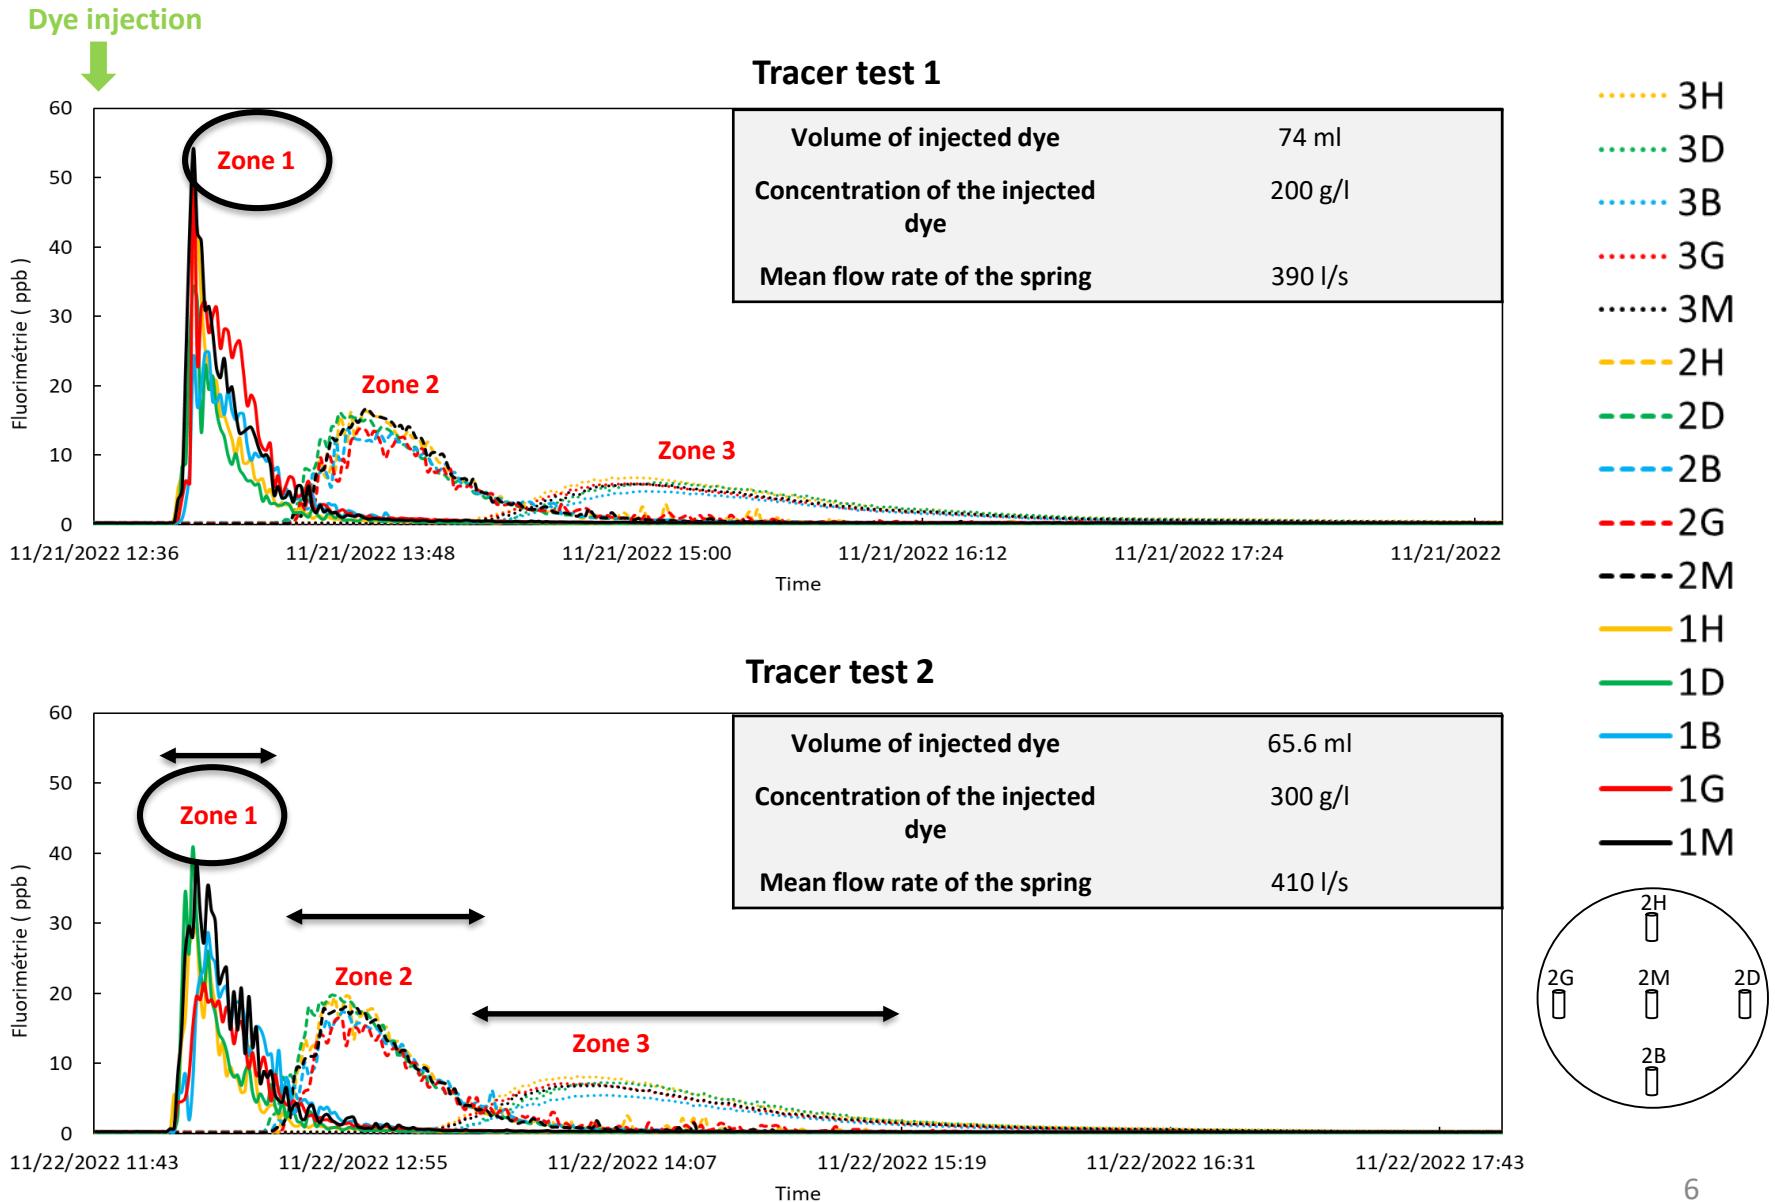 Dye injection
Tracer test 1
60
50
40
30
20
10
0
Fluorimétrie ( ppb )
Zone 1
Zone 2
Zone 3
Volume of injected dye 74 ml
Concentration of the injected 200 g/l
dye
Mean flow rate of the spring 390 l/s
11/21/2022 12:36 11/21/2022 13:48 11/21/2022 15:00 11/21/2022 16:12 11/21/2022 17:24 11/21/2022
Time
Tracer test 2
60
50
40
30
20
10
0
Fluorimétrie ( ppb )
Zone 1
Zone 2
Zone 3
Volume of injected dye 65.6 ml
Concentration of the injected 300 g/l
dye
Mean flow rate of the spring 410 l/s
11/22/2022 11:43 11/22/2022 12:55 11/22/2022 14:07 11/22/2022 15:19 11/22/2022 16:31 11/22/2022 17:43
Time
3H
3D
3B
3G
3M
2H
2D
2B
2G
2M
1H
1D
1B
1G
1M
2H
2G 2M 2D
2B
6